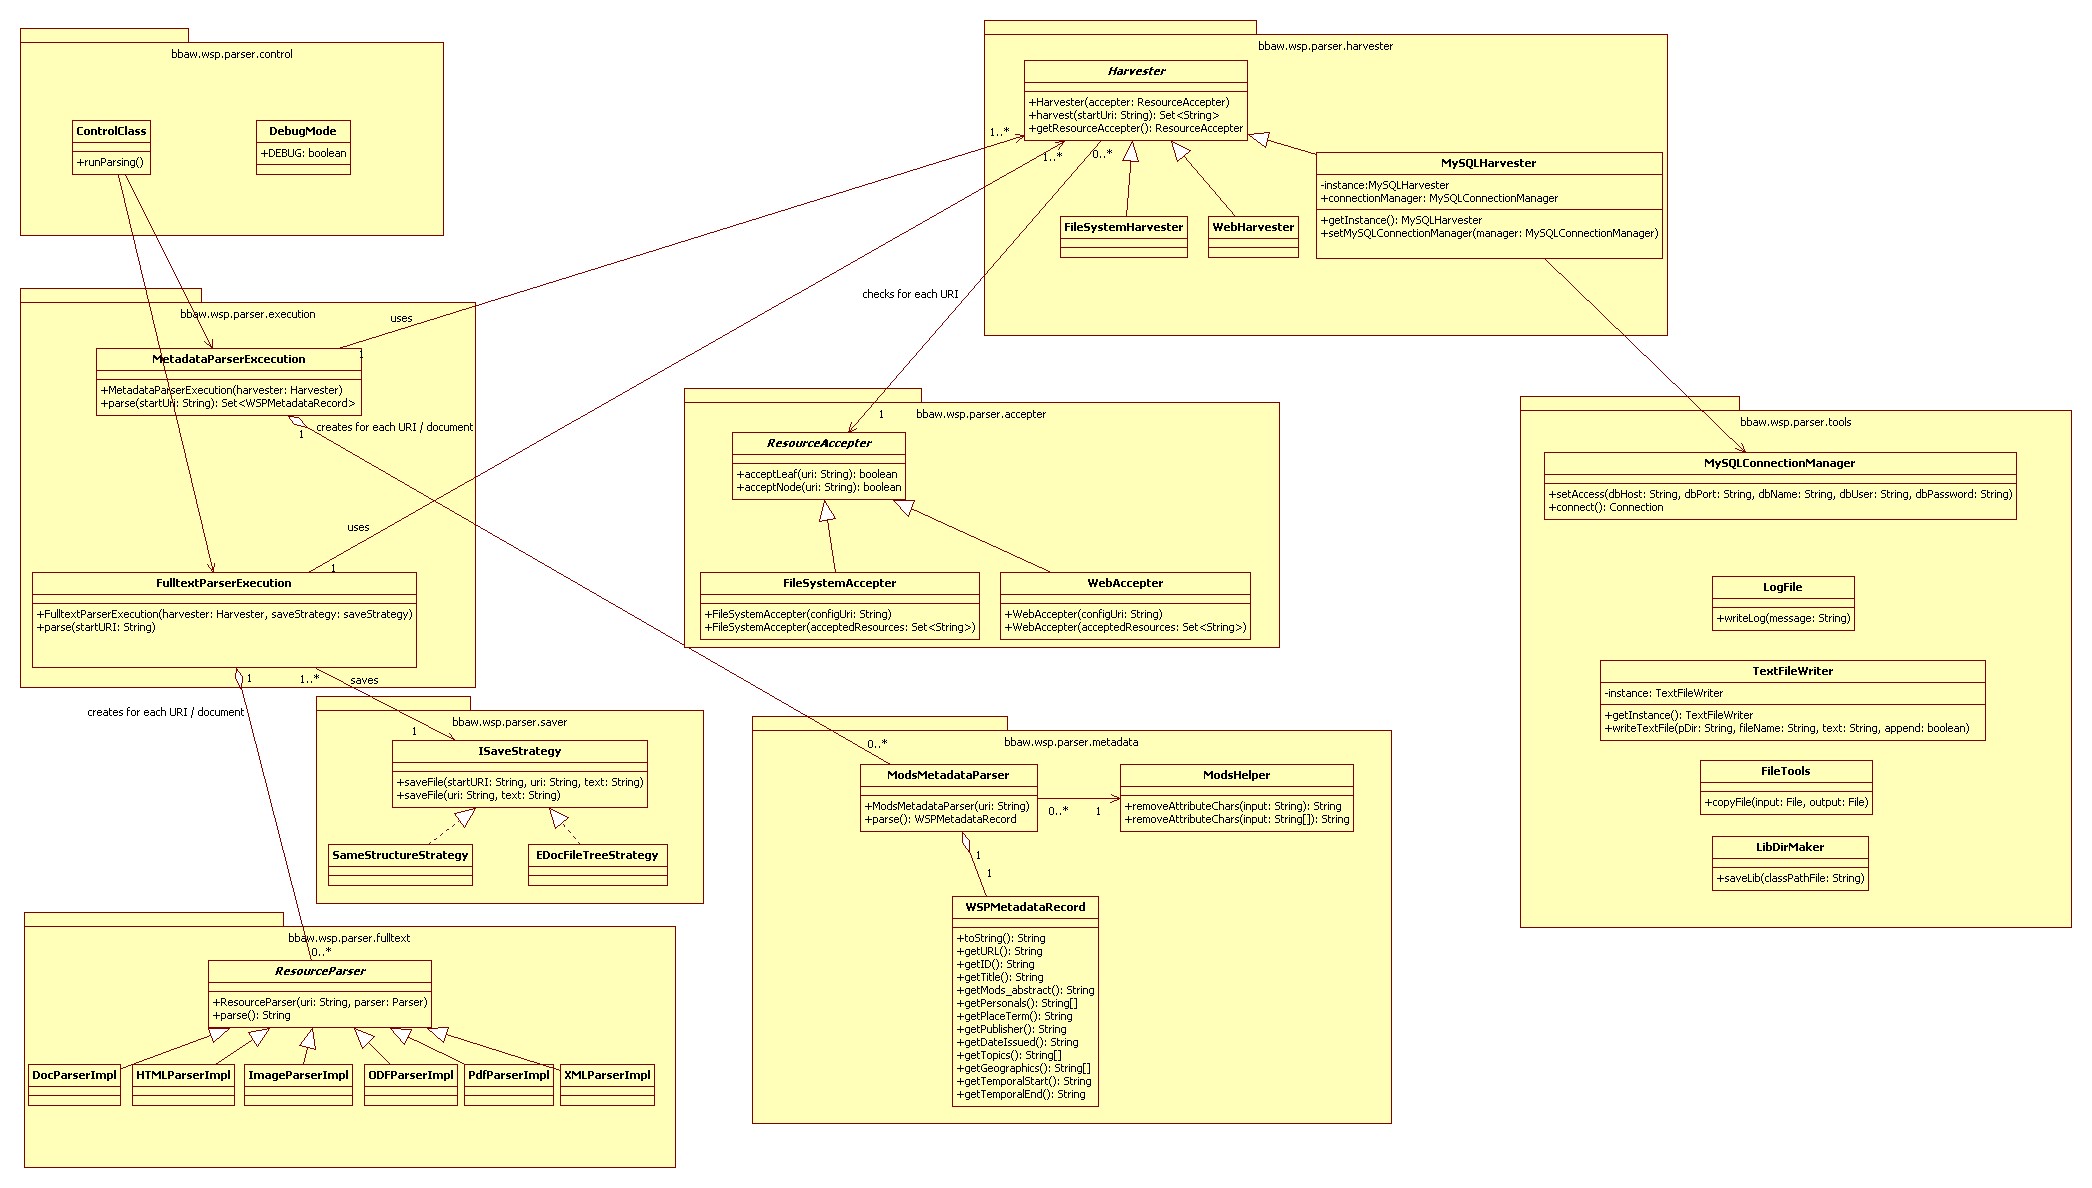 bbaw.wsp.parser.control
ControlClass
+runParsing()
DebugMode
+DEBUG: boolean
bbaw.wsp.parser.harvester
Harvester
+Harvester(accepter: ResourceAccepter)
+harvest(startUri: String): Set<String>
+getResourceAccepter(): ResourceAccepter
1..*
1..*
0..*
FileSystemHarvester
WebHarvester
MySQLHarvester
-instance:MySQLHarvester
+connectionManager: MySQLConnectionManager
+getInstance(): MySQLHarvester
+setMySQLConnectionManager(manager: MySQLConnectionManager)
checks for each URI
bbaw.wsp.parser.execution
uses
1
MetadataParserExcecution
+MetadataParserExecution(harvester: Harvester)
+parse(startUri: String): Set<WSPMetadataRecord>
creates for each URI / document
1
uses
1
FulltextParserExecution
+FulltextParserExecution(harvester: Harvester, saveStrategy: saveStrategy)
+parse(startURI: String)
1
1..*
saves
creates for each URI / document
bbaw.wsp.parser.accepter
1
ResourceAccepter
+acceptLeaf(uri: String): boolean
+acceptNode(uri: String): boolean
FileSystemAccepter
+FileSystemAccepter(configUri: String)
+FileSystemAccepter(acceptedResources: Set<String>)
WebAccepter
+WebAccepter(configUri: String)
+WebAccepter(acceptedResources: Set<String>)
bbaw.wsp.parser.tools
MySQLConnectionManager
+setAccess(dbHost: String, dbPort: String, dbName: String, dbUser: String, dbPassword: String)
+connect(): Connection
LogFile
+writeLog(message: String)
TextFileWriter
-instance: TextFileWriter
+getInstance(): TextFileWriter
+writeTextFile(pDir: String, fileName: String, text: String, append: boolean)
FileTools
+copyFile(input: File, output: File)
LibDirMaker
+saveLib(classPathFile: String)
bbaw.wsp.parser.saver
1
ISaveStrategy
+saveFile(startURI: String, uri: String, text: String)
+saveFile(uri: String, text: String)
SameStructureStrategy
EDocFileTreeStrategy
bbaw.wsp.parser.metadata
0..*
ModsMetadataParser
+ModsMetadataParser(uri: String)
+parse(): WSPMetadataRecord
0..*
1
ModsHelper
+removeAttributeChars(input: String): String
+removeAttributeChars(input: String[]): String
1
1
WSPMetadataRecord
+toString(): String
+getURL(): String
+getID(): String
+getTitle(): String
+getMods_abstract(): String
+getPersonals(): String[]
+getPlaceTerm(): String
+getPublisher(): String
+getDateIssued(): String
+getTopics(): String[]
+getGeographics(): String[]
+getTemporalStart(): String
+getTemporalEnd(): String
bbaw.wsp.parser.fulltext
0..*
ResourceParser
+ResourceParser(uri: String, parser: Parser)
+parse(): String
DocParserImpl
HTMLParserImpl
ImageParserImpl
ODFParserImpl
PdfParserImpl
XMLParserImpl